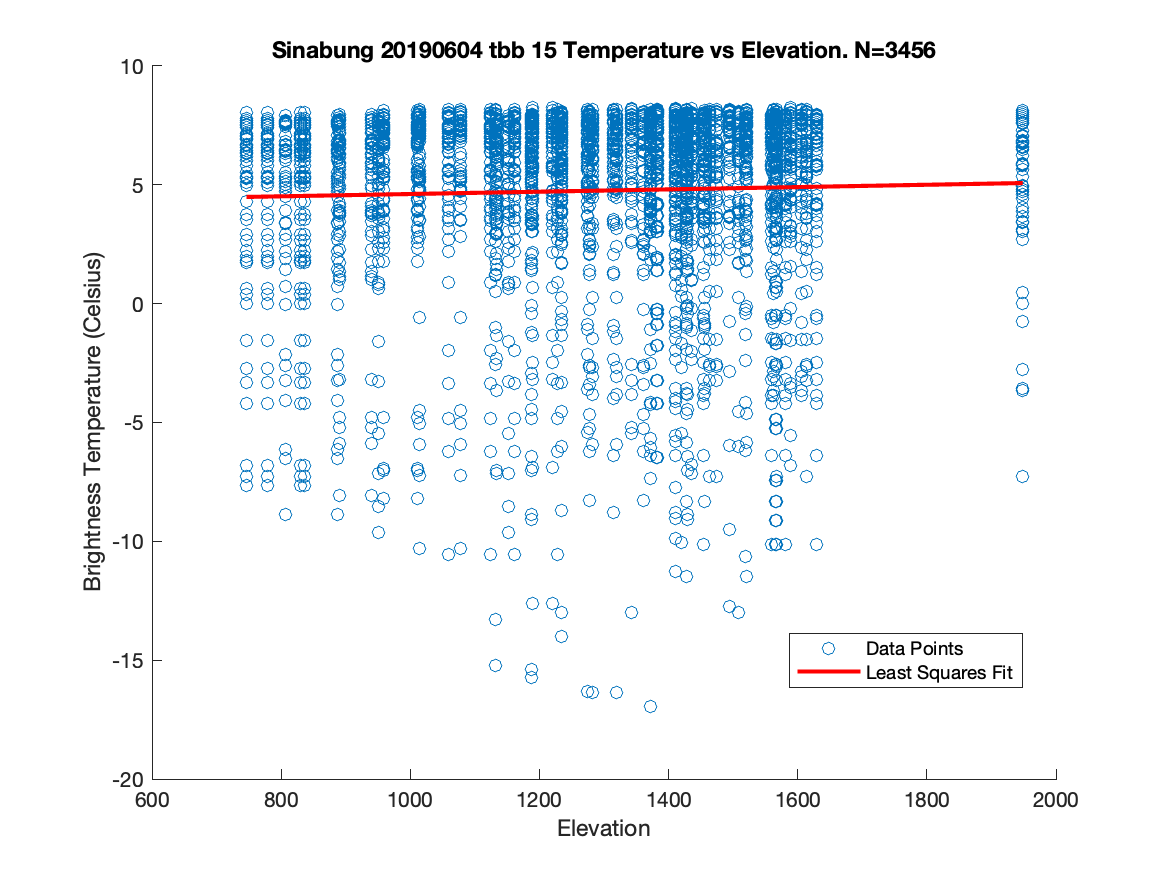 Sinabung 20190604 tbb 15 Temperature vs Elevation. N=3456
10
5
0
-5
-10
-15
-20
Brightness Temperature (Celsius)
Data Points
Least Squares Fit
600 800 1000 1200 1400 1600 1800 2000
Elevation